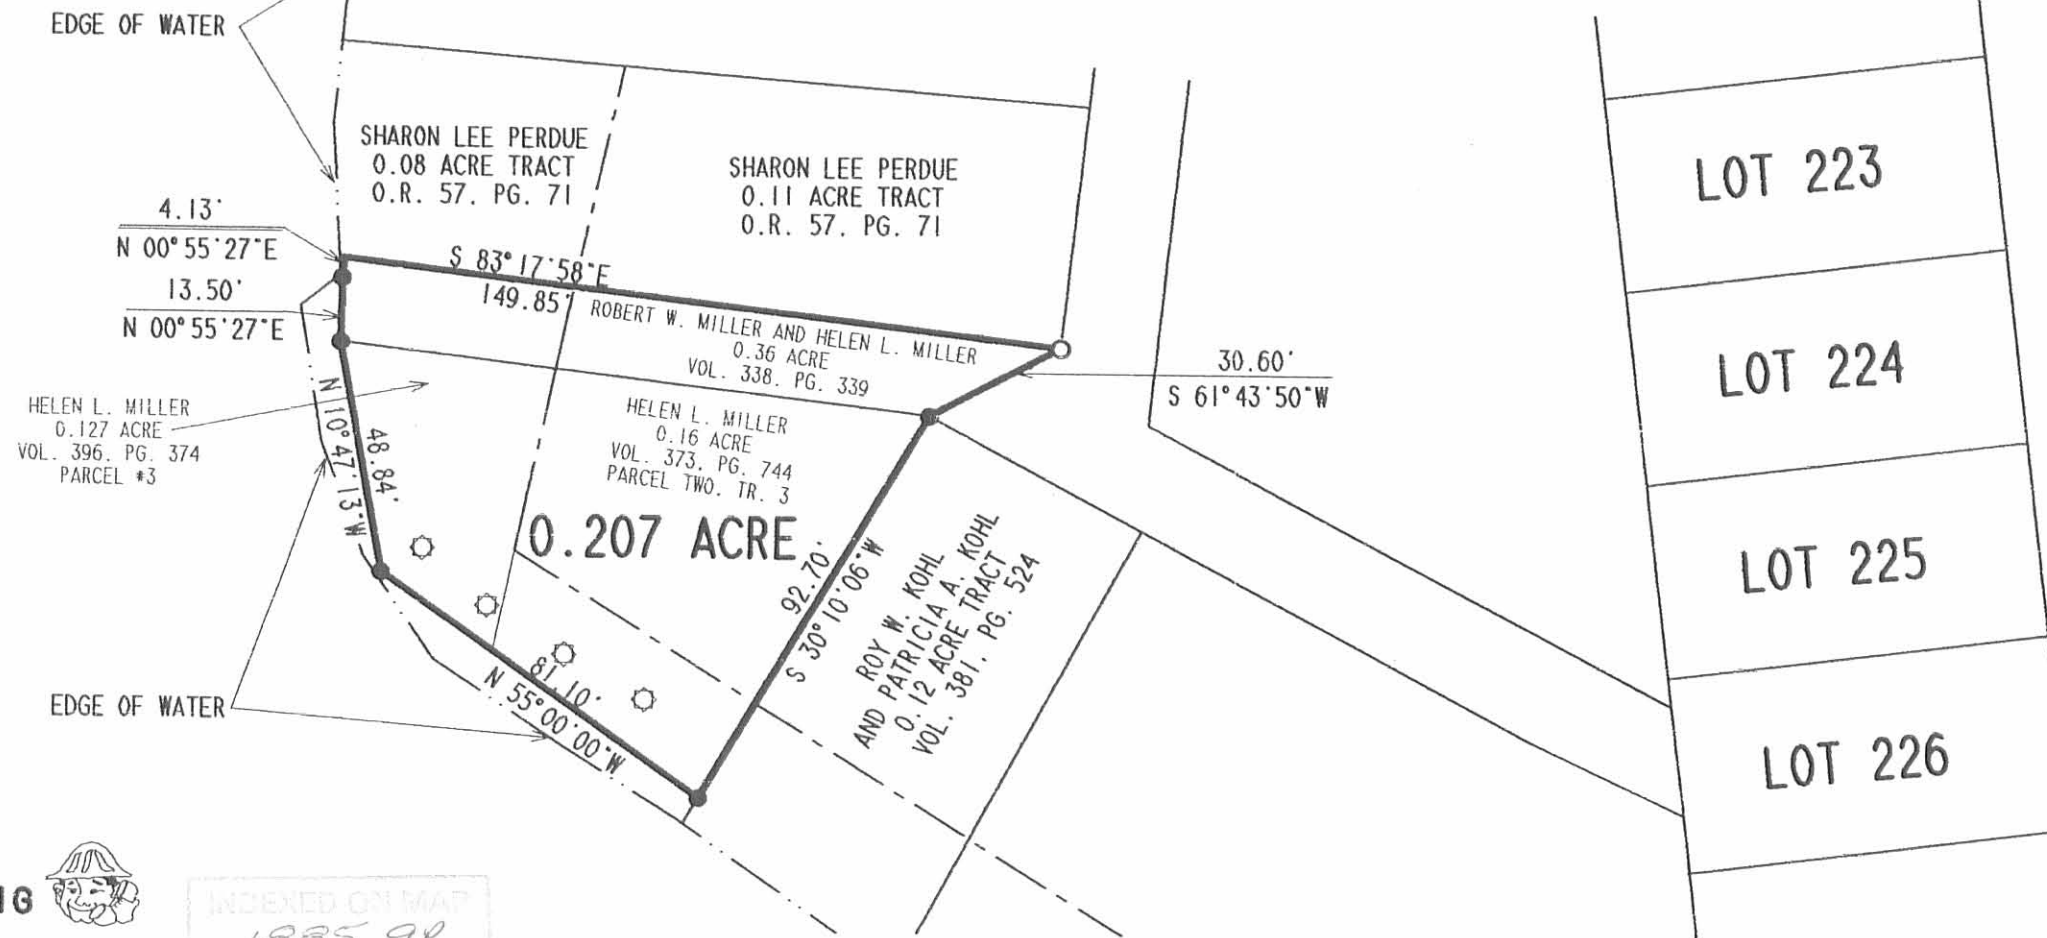 EDGE OF WATER
SHARON LEE PERDUE
0.08 ACRE TRACT
O.R. 57. PG. 71
SHARON LEE PERDUE
0.11 ACRE TRACT
O.R. 57. PG. 71
4.13'
N 00°55'27"E
13.50'
N 00°55'27"E
S 83°17'58"E
149.85'
ROBERT W. MILLER AND HELEN L. MILLER
0.36 ACRE
VOL. 338. PG. 339
30.60'
S 61°43'50"W
HELEN L. MILLER
0.127 ACRE
VOL. 396. PG. 374
PARCEL #3
N 10°47'13"W
48.84'
HELEN L. MILLER
0.16 ACRE
VOL. 373. PG. 744
PARCEL TWO. TR. 3
0.207 ACRE
92.70'
S 30°10'06"W
ROY W. KOHL
AND PATRICIA A. KOHL
0.12 ACRE TRACT
VOL. 381. PG. 524
81.10'
N 55°00'00"W
EDGE OF WATER
LOT 223
LOT 224
LOT 225
LOT 226
IG
INDEXED ON MAP